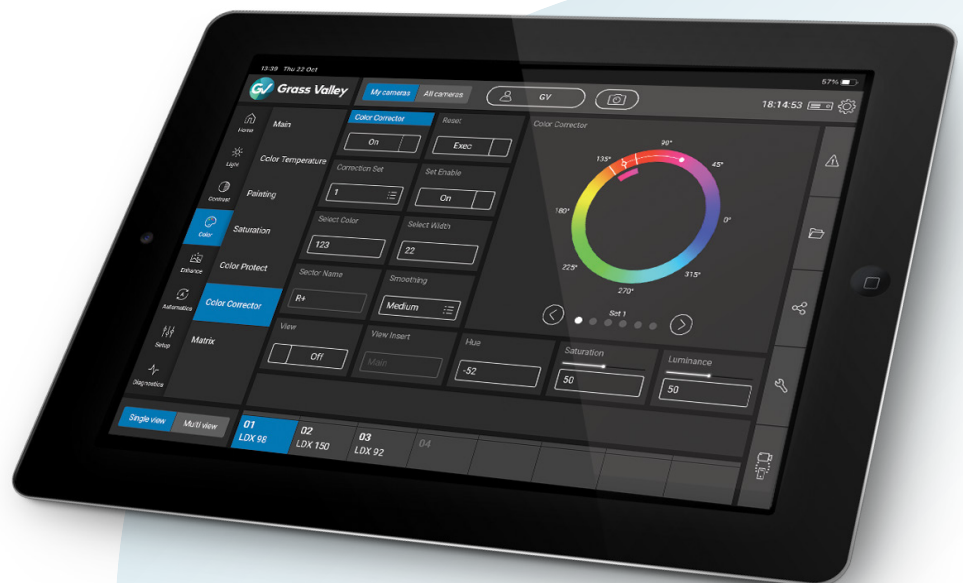 13:39 Thu 22 Oct
57%
GV Grass Valley
My cameras
All cameras
GV
18:14:53
Home
Light
Contrast
Color
Enhance
Automatics
Setup
Diagnostics
Main
Color Temperature
Painting
Saturation
Color Protect
Color Corrector
Matrix
Color Corrector
On
Reset
Exec
Correction Set
1
Set Enable
On
Select Color
123
Select Width
22
Sector Name
R+
Smoothing
Medium
View
Off
View Insert
Main
Hue
-52
Saturation
50
Luminance
50
Color Corrector
90°
135°
45°
180°
0°
225°
315°
270°
Set 1
Single view
Multi view
01
LDX 98
02
LDX 150
03
LDX 92
04